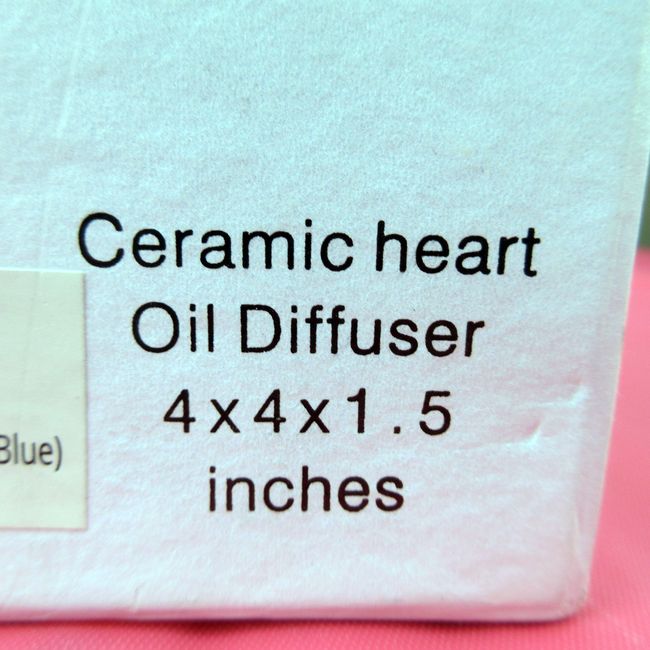 Ceramic heart
Oil Diffuser
4x4x1.5
Blue)
inches